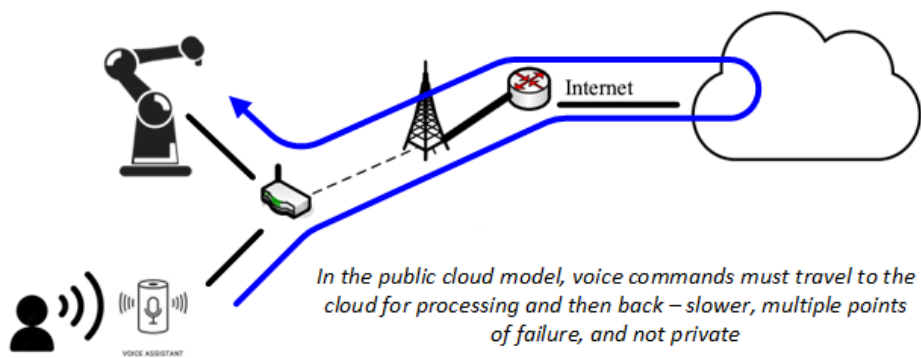 Internet
In the public cloud model, voice commands must travel to the
cloud for processing and then back – slower, multiple points
of failure, and not private
VOICE ASSISTANT